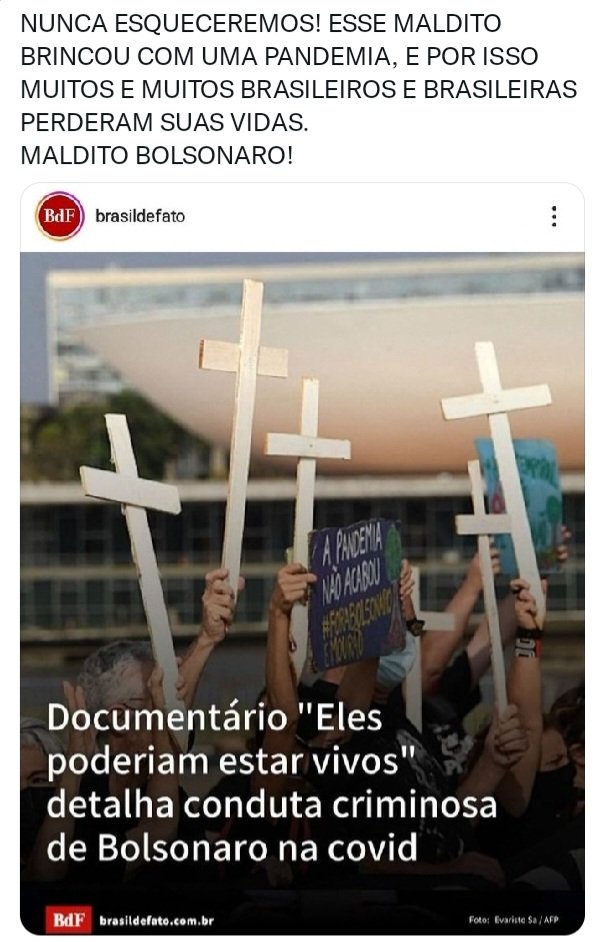 NUNCA ESQUECEREMOS! ESSE MALDITO
BRINCOU COM UMA PANDEMIA, E POR ISSO
MUITOS E MUITOS BRASILEIROS E BRASILEIRAS
PERDERAM SUAS VIDAS.
MALDITO BOLSONARO!
BdF brasildefato
A PANDEMIA
NÃO ACABOU
#FORABOLSONARO
E MOURÃO
Documentário "Eles
poderiam estar vivos"
detalha conduta criminosa
de Bolsonaro na covid
BdF brasildefato.com.br
Foto: Evaristo Sa / AFP